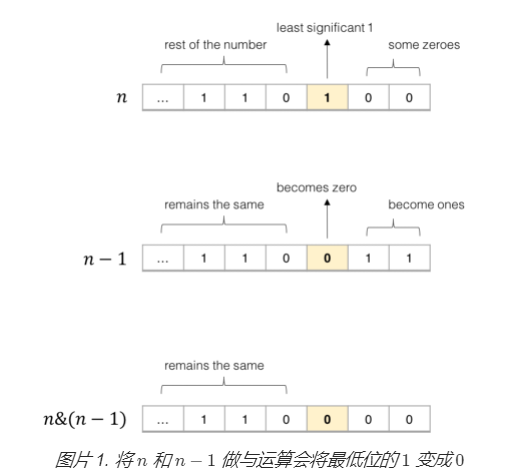 least significant 1
rest of the number
some zeroes
n ... 1 1 0 1 0 0
becomes zero
remains the same
become ones
n − 1 ... 1 1 0 0 1 1
remains the same
n&(n − 1) ... 1 1 0 0 0 0
图片 1. 将 n 和 n − 1 做与运算会将最低位的 1 变成 0